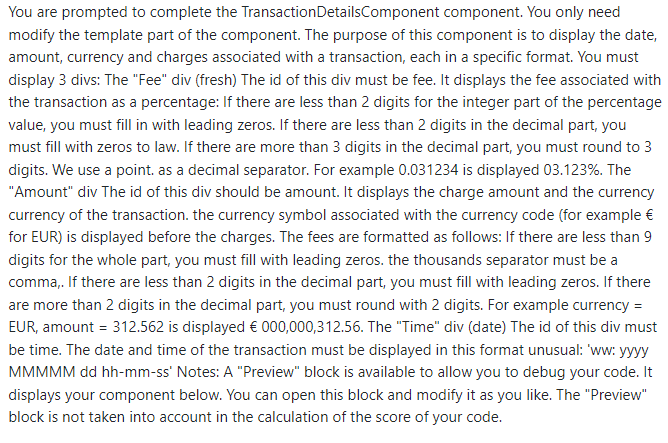 You are prompted to complete the TransactionDetailsComponent component. You only need
modify the template part of the component. The purpose of this component is to display the date,
amount, currency and charges associated with a transaction, each in a specific format. You must
display 3 divs: The "Fee" div (fresh) The id of this div must be fee. It displays the fee associated with
the transaction as a percentage: If there are less than 2 digits for the integer part of the percentage
value, you must fill in with leading zeros. If there are less than 2 digits in the decimal part, you
must fill with zeros to law. If there are more than 3 digits in the decimal part, you must round to 3
digits. We use a point. as a decimal separator. For example 0.031234 is displayed 03.123%. The
"Amount" div The id of this div should be amount. It displays the charge amount and the currency
currency of the transaction. the currency symbol associated with the currency code (for example €
for EUR) is displayed before the charges. The fees are formatted as follows: If there are less than 9
digits for the whole part, you must fill with leading zeros. the thousands separator must be a
comma,. If there are less than 2 digits in the decimal part, you must fill with leading zeros. If there
are more than 2 digits in the decimal part, you must round with 2 digits. For example currency =
EUR, amount = 312.562 is displayed € 000,000,312.56. The "Time" div (date) The id of this div must
be time. The date and time of the transaction must be displayed in this format unusual: 'ww: yyyy
MMMMM dd hh-mm-ss' Notes: A "Preview" block is available to allow you to debug your code. It
displays your component below. You can open this block and modify it as you like. The "Preview"
block is not taken into account in the calculation of the score of your code.